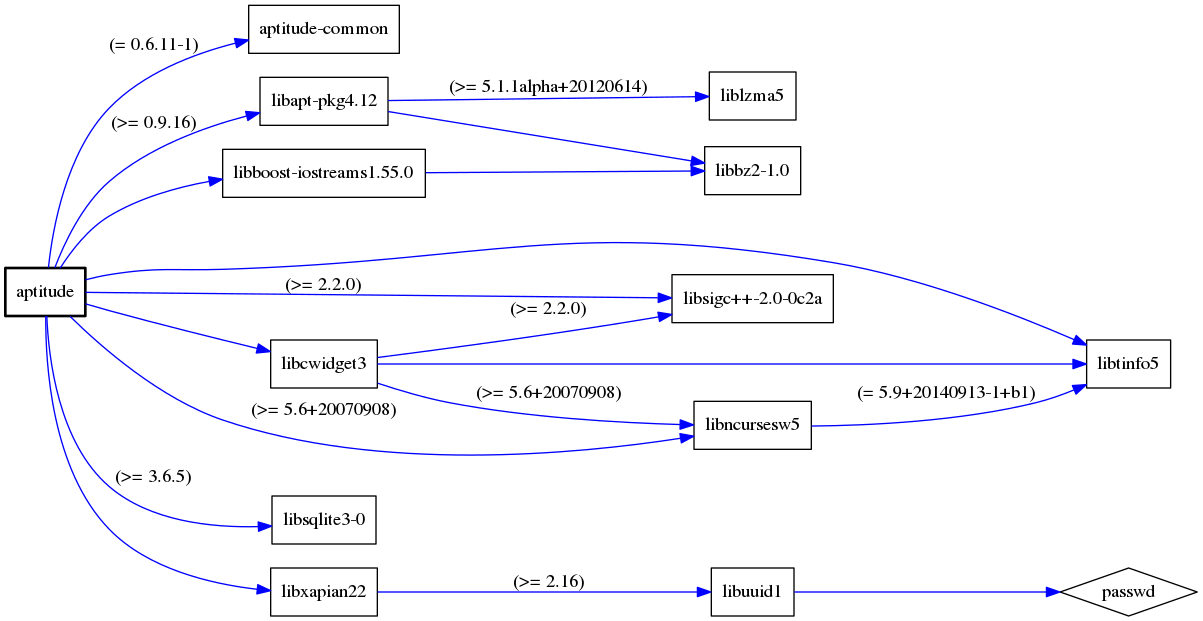 aptitude-common
(= 0.6.11-1)
libapt-pkg4.12
(>= 5.1.1alpha+20120614)
liblzma5
(>= 0.9.16)
libboost-iostreams1.55.0
libbz2-1.0
aptitude
(>= 2.2.0)
libsigc++-2.0-0c2a
(>= 2.2.0)
libcwidget3
libtinfo5
(>= 5.6+20070908)
(>= 5.6+20070908)
(= 5.9+20140913-1+b1)
libncursesw5
(>= 3.6.5)
libsqlite3-0
libxapian22
(>= 2.16)
libuuid1
passwd